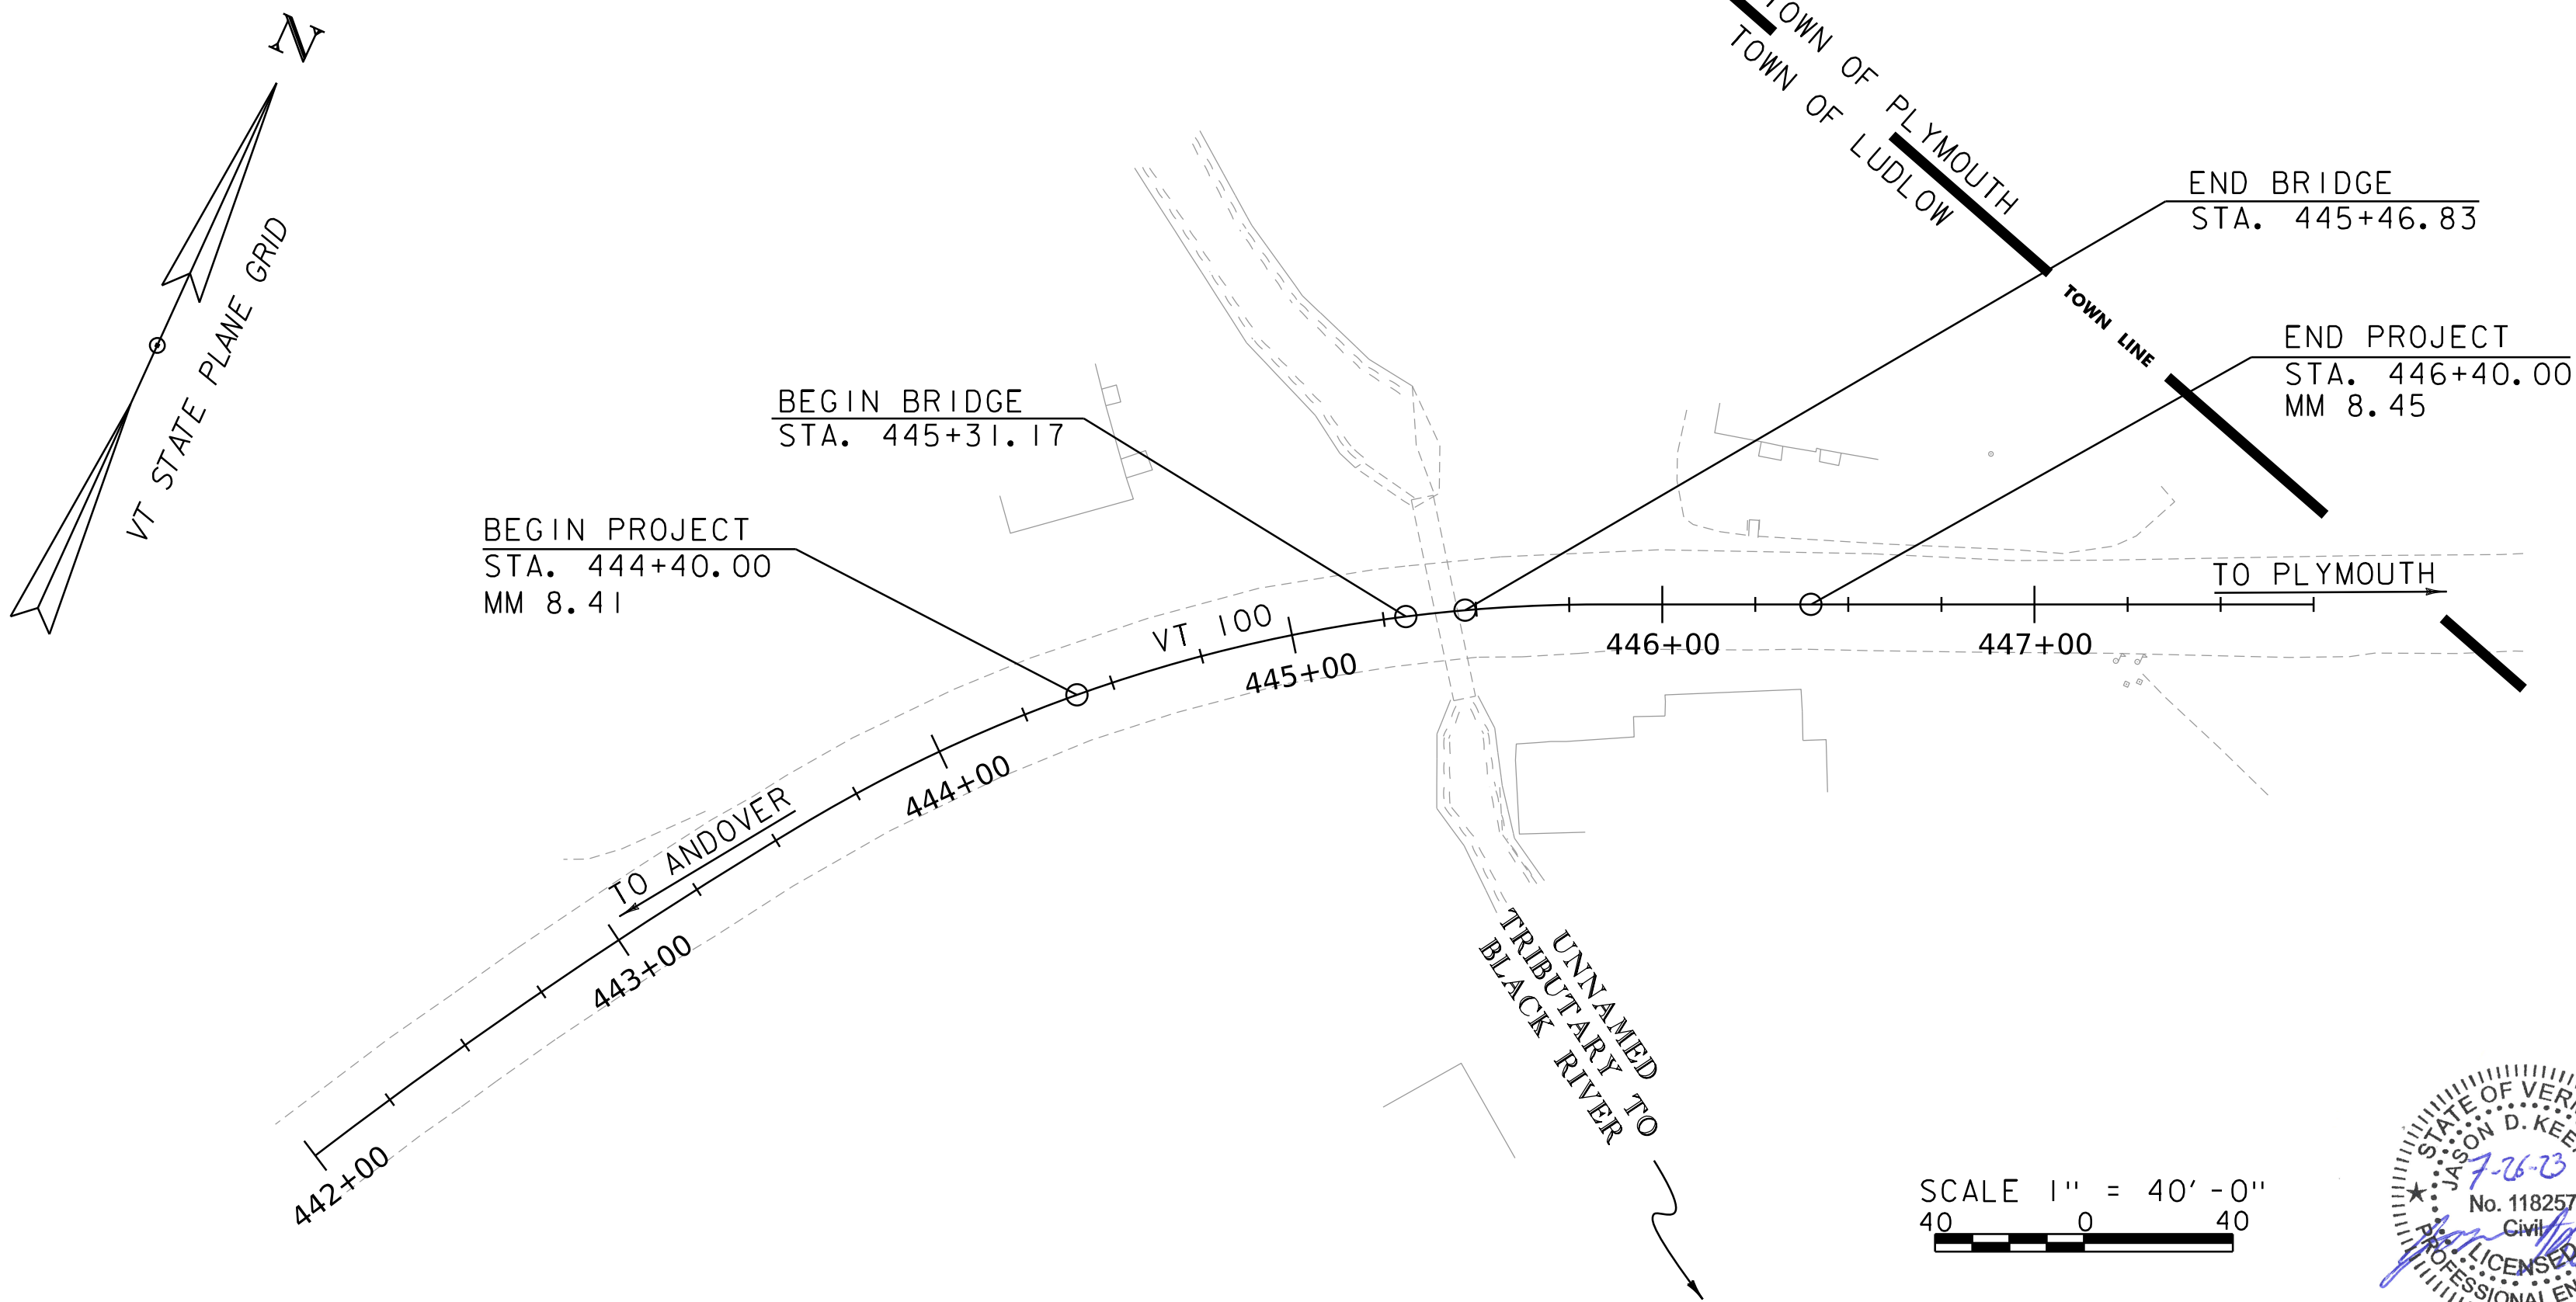 N
VT STATE PLANE GRID
TOWN OF PLYMOUTH
TOWN OF LUDLOW
TOWN LINE
END BRIDGE
STA. 445+46.83
END PROJECT
STA. 446+40.00
MM 8.45
BEGIN BRIDGE
STA. 445+31.17
BEGIN PROJECT
STA. 444+40.00
MM 8.41
TO PLYMOUTH
VT 100
TO ANDOVER
442+00
443+00
444+00
445+00
446+00
447+00
UNNAMED
TRIBUTARY TO
BLACK RIVER
SCALE 1" = 40'-0"
40 0 40
STATE OF VER
JASON D. KEE
7-26-23
No. 118257
Civil
LICENSED
PROFESSIONAL EN